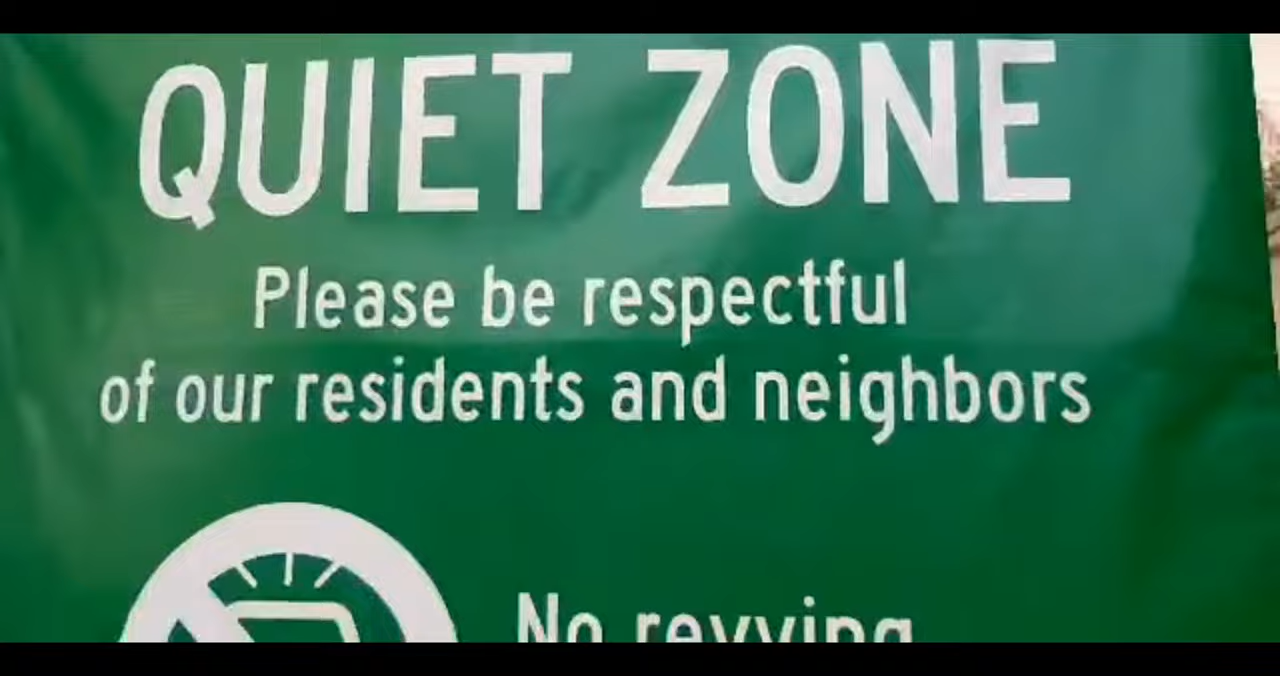 QUIET ZONE
Please be respectful
of our residents and neighbors
No revving